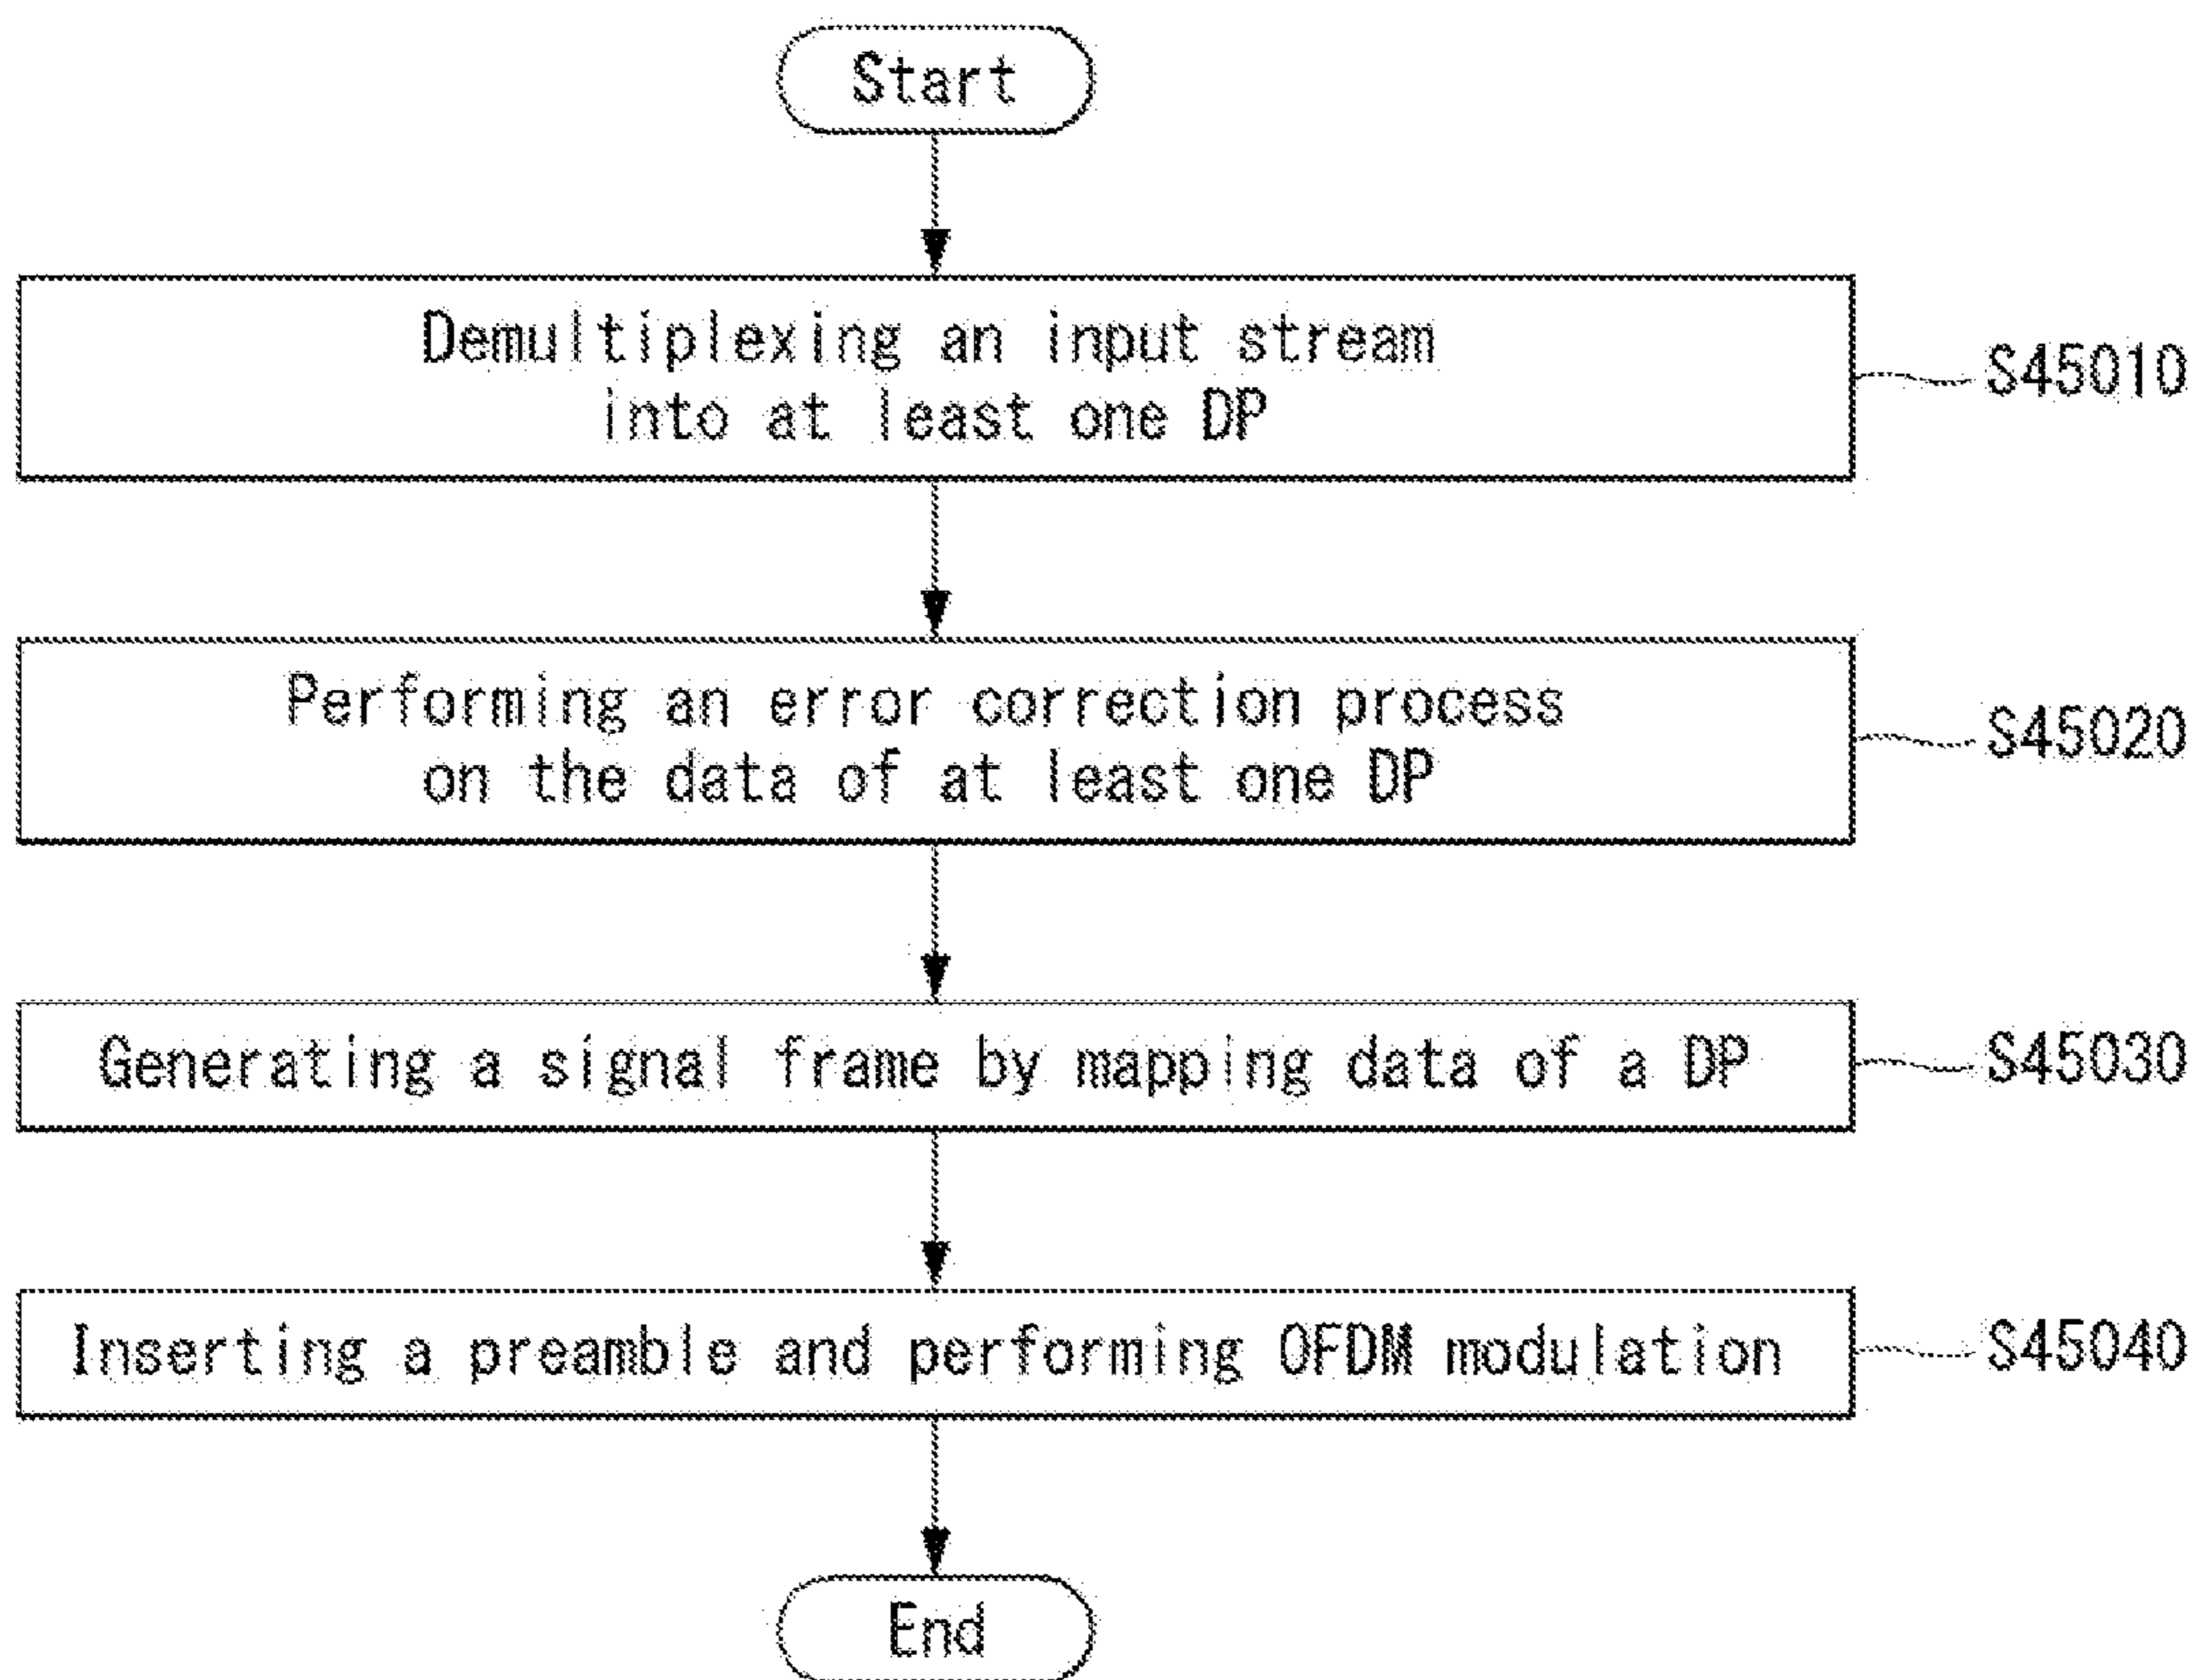 Start
Demultiplexing an input stream
into at least one DP
S45010
Performing an error correction process
on the data of at least one DP
S45020
Generating a signal frame by mapping data of a DP
S45030
Inserting a preamble and performing OFDM modulation
S45040
End